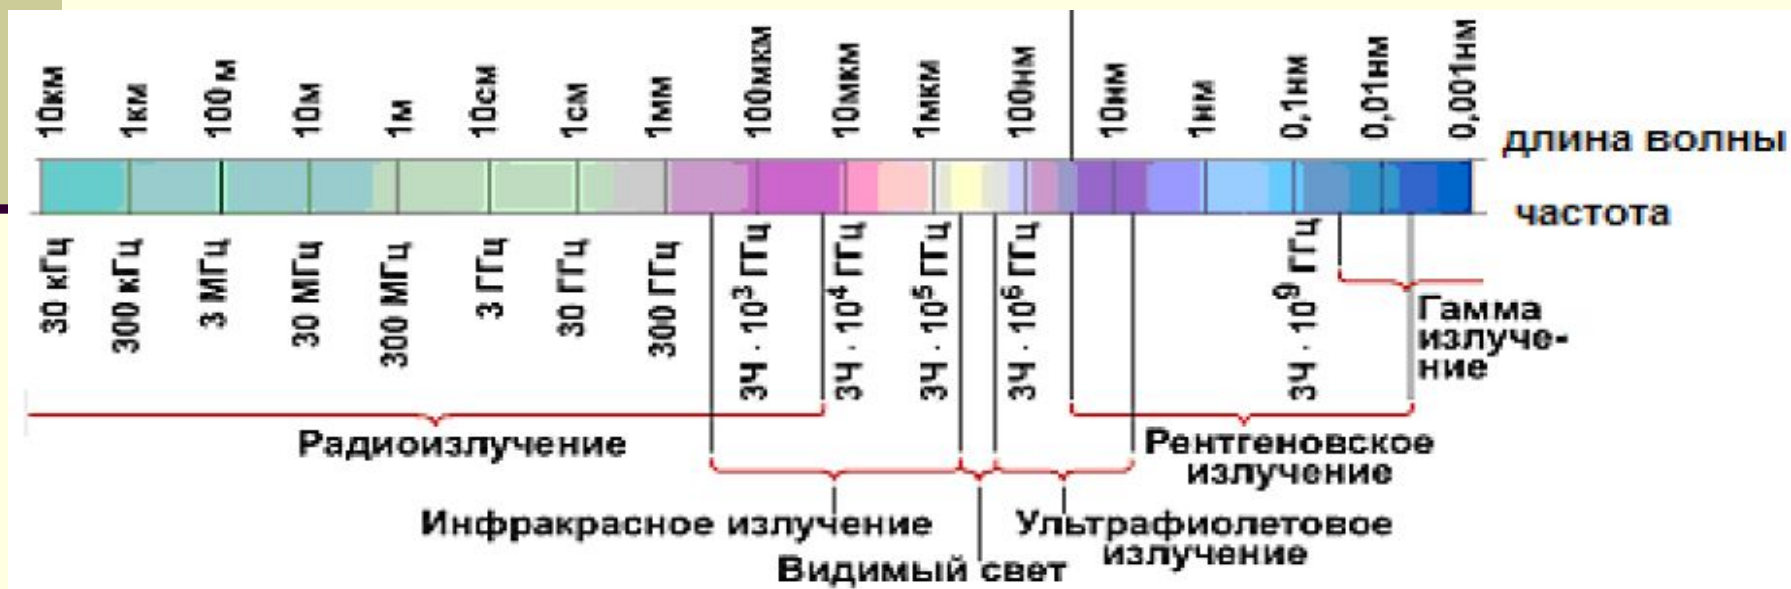 10км
1км
100м
10м
1м
10см
1см
1мм
100мкм
10мкм
1мкм
100нм
10нм
1нм
0,1нм
0,01нм
0,001нм
длина волны
частота
30 кГц
300 кГц
3 МГц
30 МГц
300 МГц
3 ГГц
30 ГГц
300 ГГц
3Ч · 10³ ГГц
3Ч · 10⁴ ГГц
3Ч · 10⁵ ГГц
3Ч · 10⁶ ГГц
3Ч · 10⁹ ГГц
Гамма
излуче-
ние
Радиоизлучение
Рентгеновское
излучение
Инфракрасное излучение
Ультрафиолетовое
излучение
Видимый свет